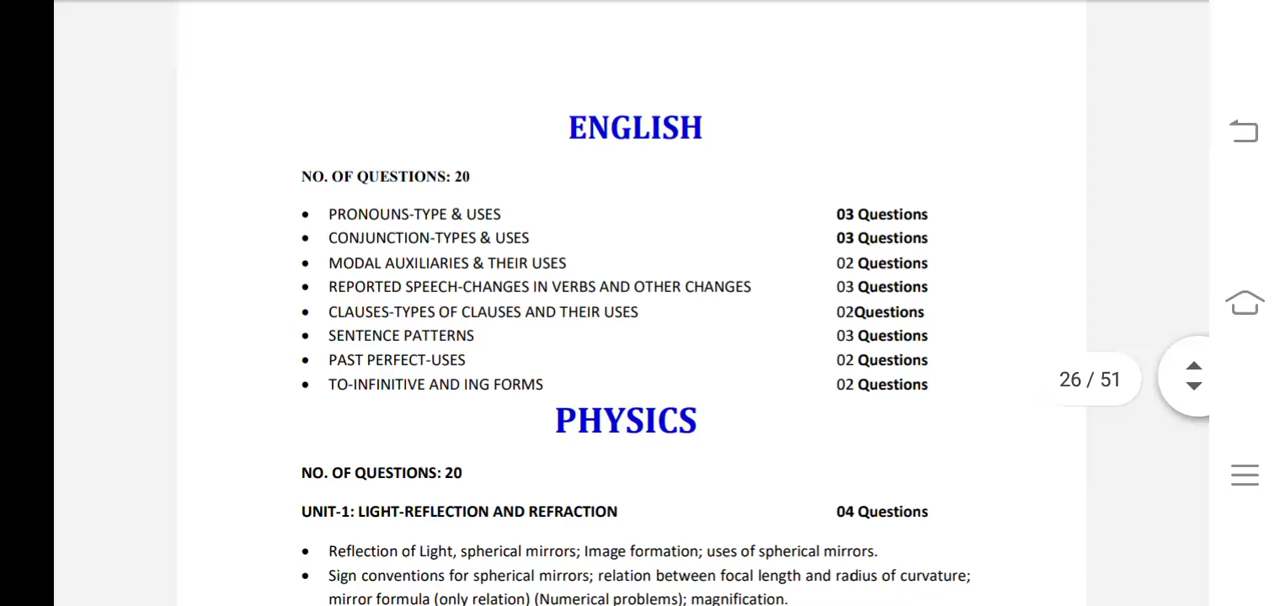 ENGLISH
NO. OF QUESTIONS: 20
• PRONOUNS-TYPE & USES 03 Questions
• CONJUNCTION-TYPES & USES 03 Questions
• MODAL AUXILIARIES & THEIR USES 02 Questions
• REPORTED SPEECH-CHANGES IN VERBS AND OTHER CHANGES 03 Questions
• CLAUSES-TYPES OF CLAUSES AND THEIR USES 02Questions
• SENTENCE PATTERNS 03 Questions
• PAST PERFECT-USES 02 Questions
• TO-INFINITIVE AND ING FORMS 02 Questions
26 / 51
PHYSICS
NO. OF QUESTIONS: 20
UNIT-1: LIGHT-REFLECTION AND REFRACTION 04 Questions
• Reflection of Light, spherical mirrors; Image formation; uses of spherical mirrors.
• Sign conventions for spherical mirrors; relation between focal length and radius of curvature;
mirror formula (only relation) (Numerical problems); magnification.